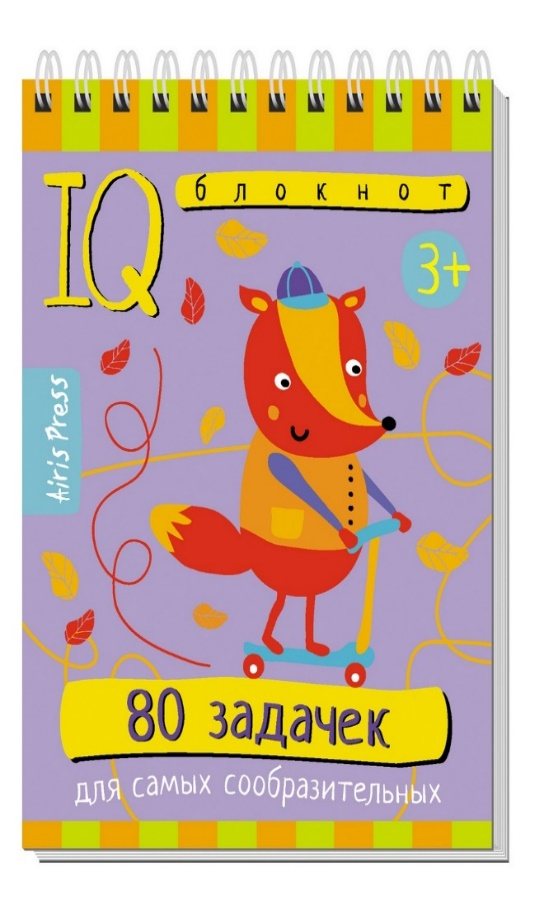 IQ
блокнот
3+
Airis Press
80 задачек
для самых сообразительных